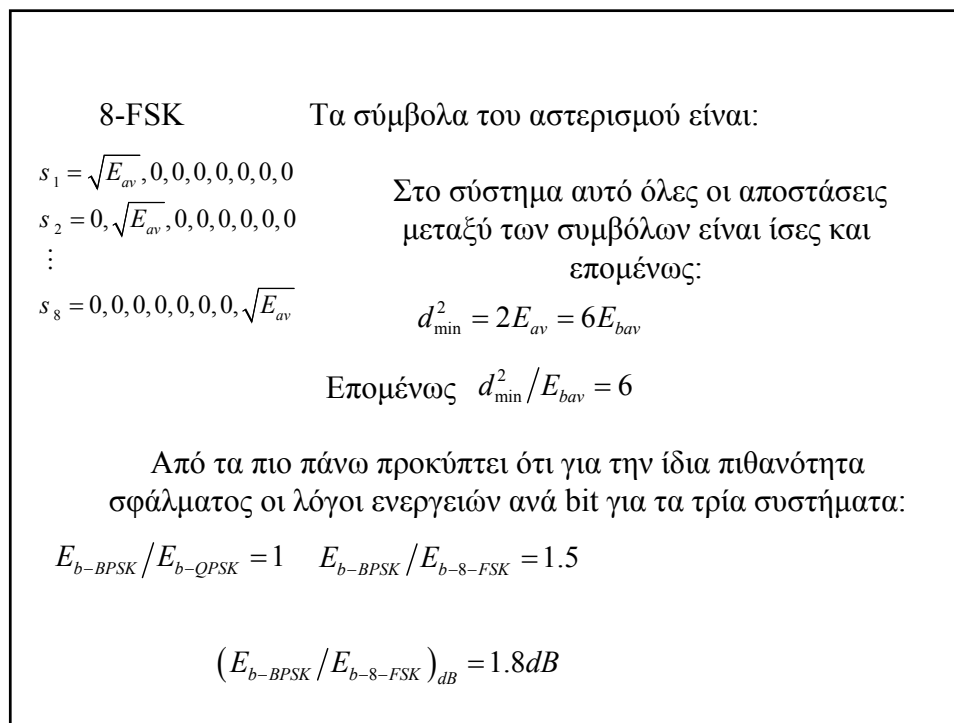 8-FSK Τα σύμβολα του αστερισμού είναι:
s_1 = √E_av, 0, 0, 0, 0, 0, 0, 0
s_2 = 0, √E_av, 0, 0, 0, 0, 0, 0
⋮
s_8 = 0, 0, 0, 0, 0, 0, 0, √E_av
Στο σύστημα αυτό όλες οι αποστάσεις
μεταξύ των συμβόλων είναι ίσες και
επομένως:
d²_min = 2E_av = 6E_bav
Επομένως d²_min/E_bav = 6
Από τα πιο πάνω προκύπτει ότι για την ίδια πιθανότητα
σφάλματος οι λόγοι ενεργειών ανά bit για τα τρία συστήματα:
E_b−BPSK/E_b−QPSK = 1 E_b−BPSK/E_b−8−FSK = 1.5
(E_b−BPSK/E_b−8−FSK)_dB = 1.8dB